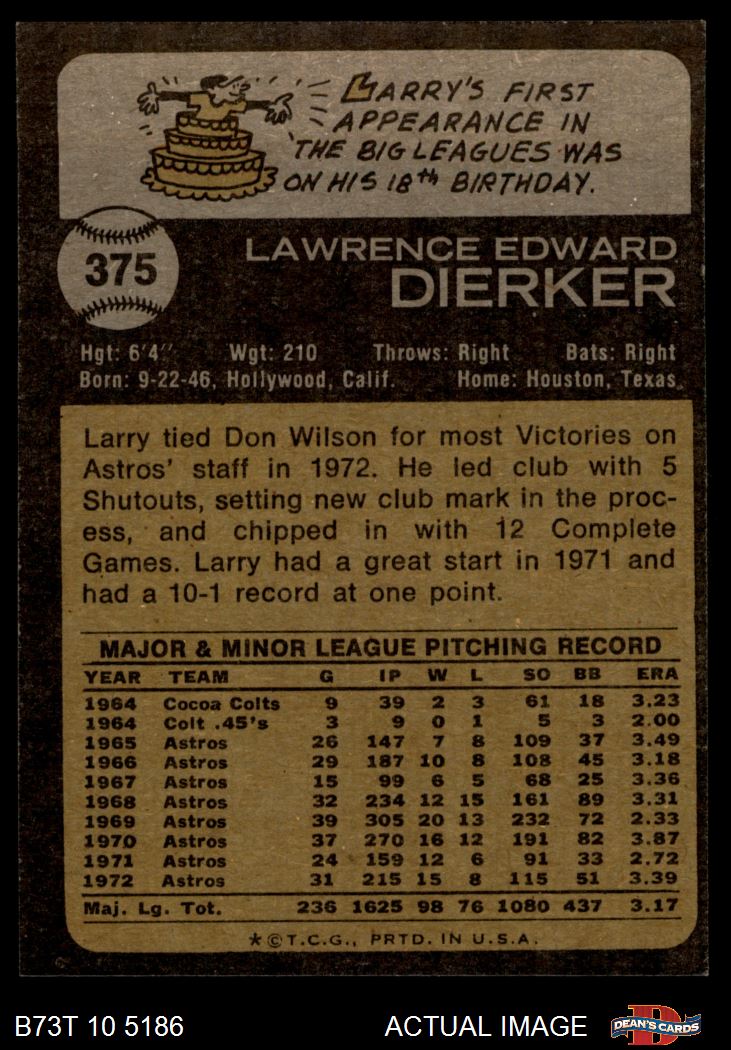 LARRY'S FIRST
APPEARANCE IN
THE BIG LEAGUES WAS
ON HIS 18th BIRTHDAY.
375
LAWRENCE EDWARD
DIERKER
Hgt: 6'4" Wgt: 210 Throws: Right Bats: Right
Born: 9-22-46, Hollywood, Calif. Home: Houston, Texas.
Larry tied Don Wilson for most Victories on
Astros' staff in 1972. He led club with 5
Shutouts, setting new club mark in the proc-
ess, and chipped in with 12 Complete
Games. Larry had a great start in 1971 and
had a 10-1 record at one point.
MAJOR & MINOR LEAGUE PITCHING RECORD
YEAR TEAM G IP W L SO BB ERA
1964 Cocoa Colts 9 39 2 3 61 18 3.23
1964 Colt .45's 3 9 0 1 5 3 2.00
1965 Astros 26 147 7 8 109 37 3.49
1966 Astros 29 187 10 8 108 45 3.18
1967 Astros 15 99 6 5 68 25 3.36
1968 Astros 32 234 12 15 161 89 3.31
1969 Astros 39 305 20 13 232 72 2.33
1970 Astros 37 270 16 12 191 82 3.87
1971 Astros 24 159 12 6 91 33 2.72
1972 Astros 31 215 15 8 115 51 3.39
Maj. Lg. Tot. 236 1625 98 76 1080 437 3.17
*©T.C.G., PRTD. IN U.S.A.
B73T 10 5186 ACTUAL IMAGE D DEAN'S CARDS